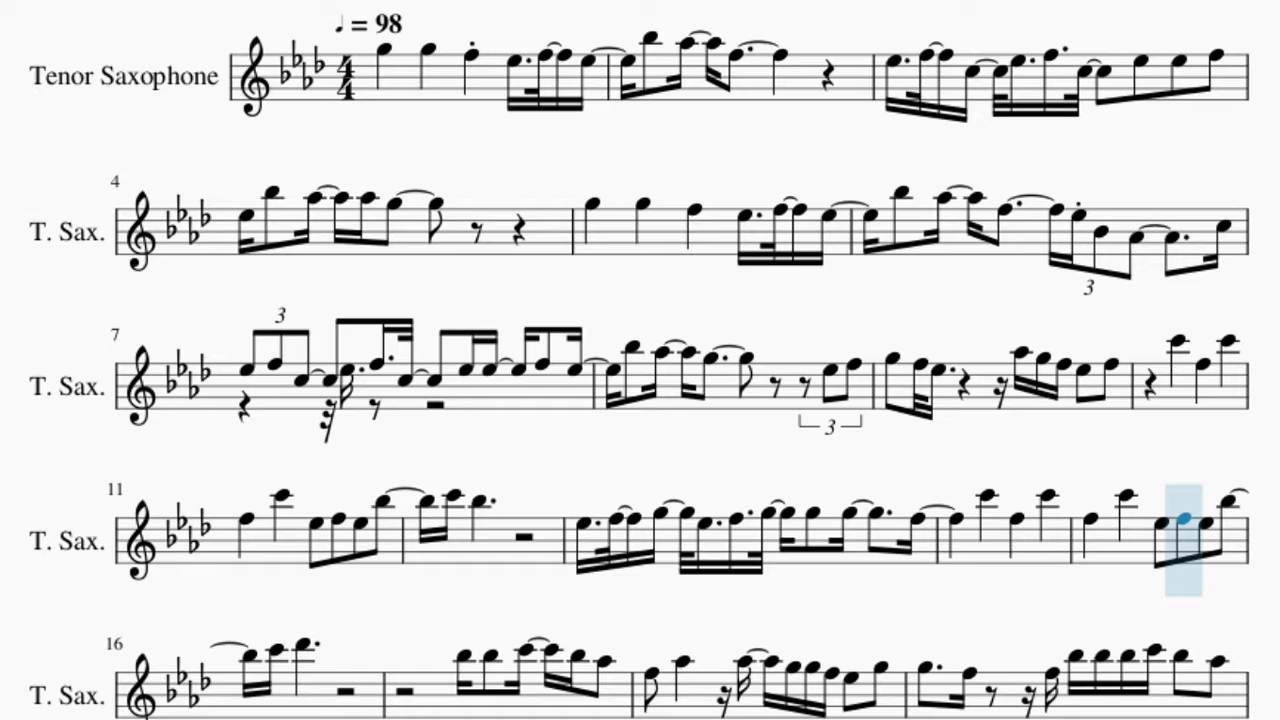 ♩ = 98
Tenor Saxophone
4
4
4
T. Sax.
3
7
3
T. Sax.
3
11
T. Sax.
16
T. Sax.